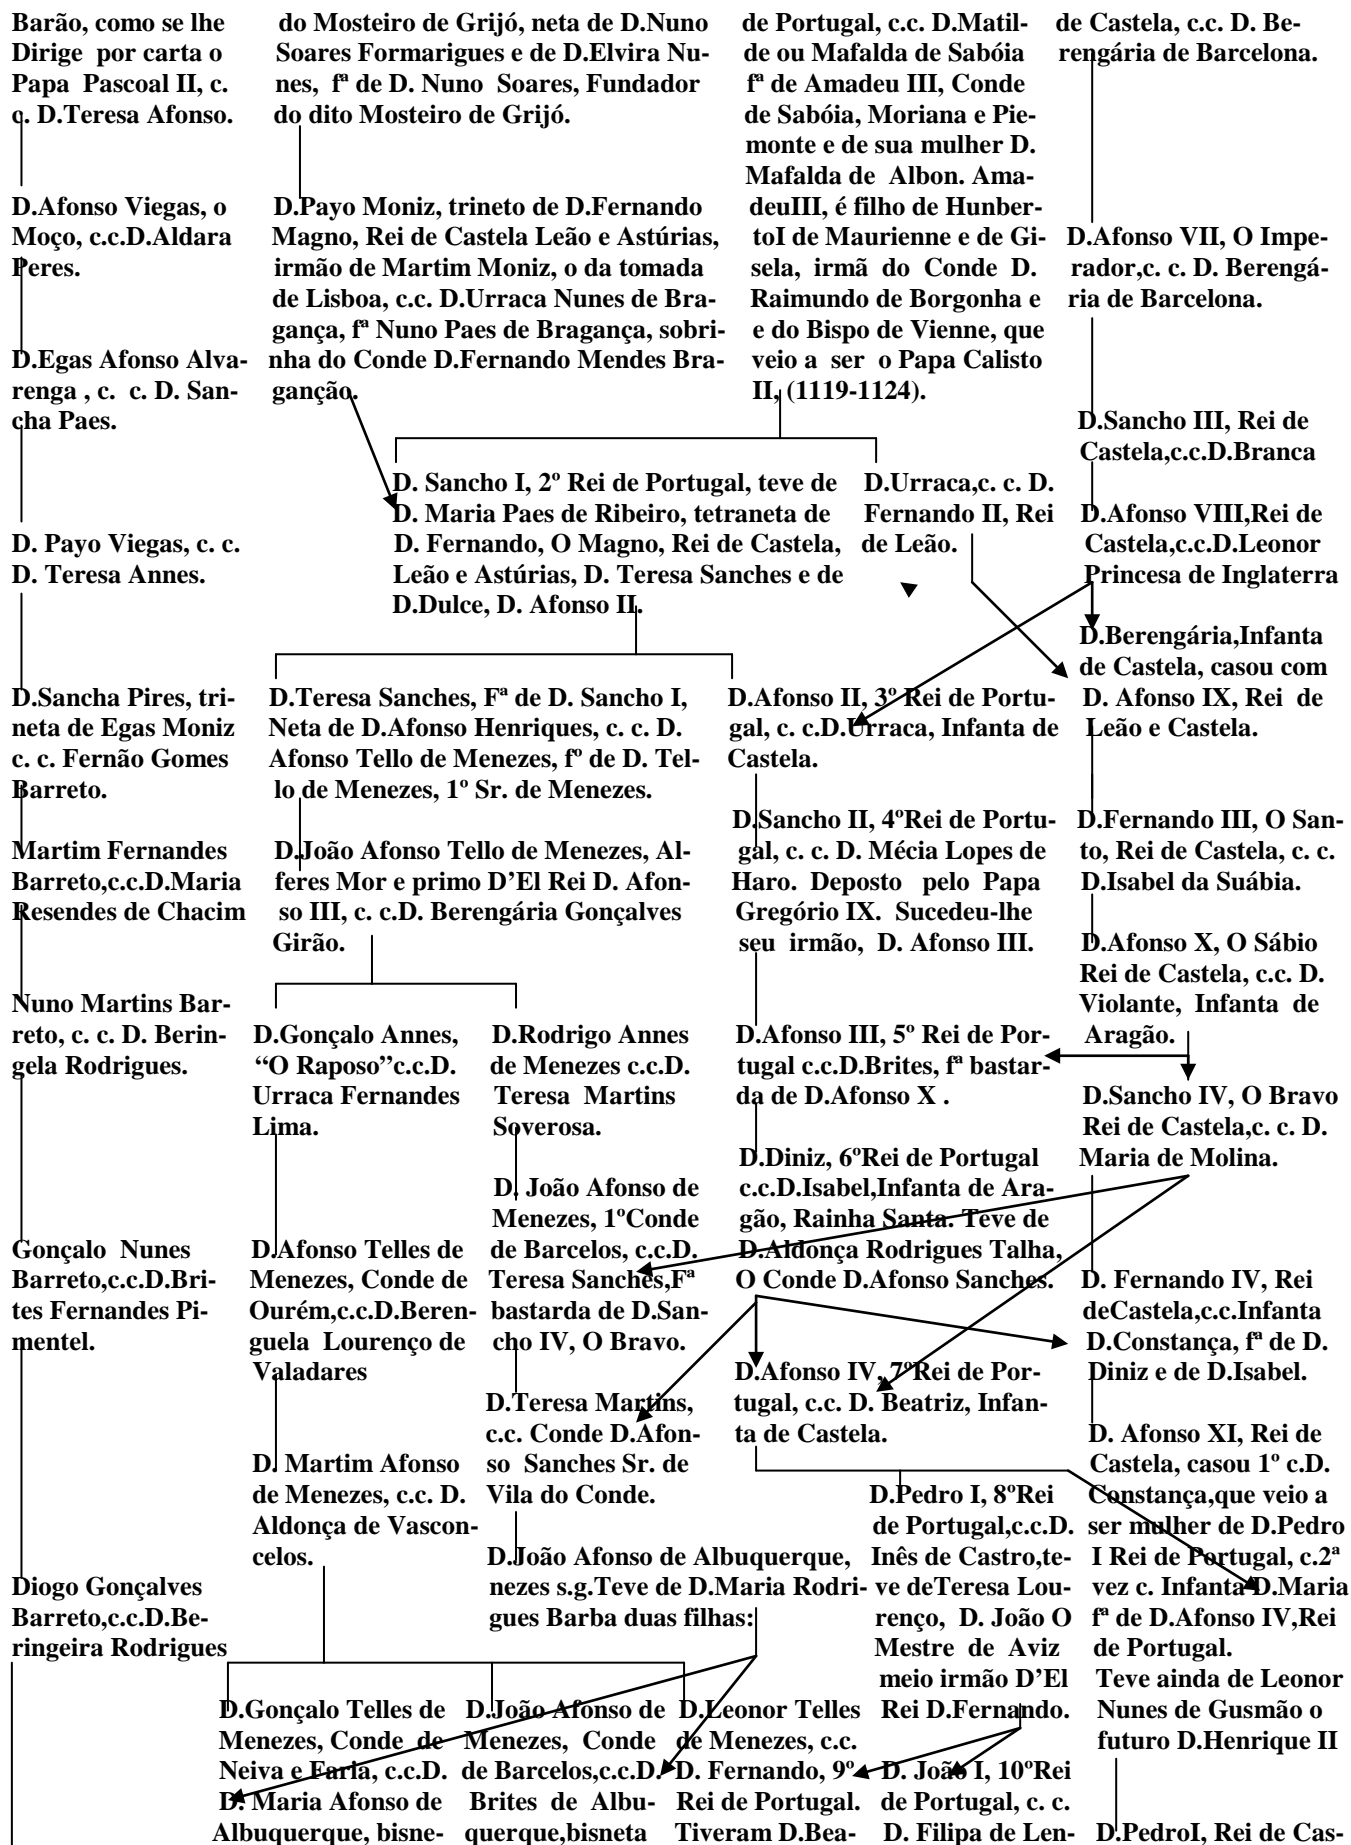 Barão, como se lhe
Dirige por carta o
Papa Pascoal II, c.
c. D.Teresa Afonso.
D.Afonso Viegas, o
Moço, c.c.D.Aldara
Peres.
D.Egas Afonso Alva-
renga , c. c. D. San-
cha Paes.
D. Payo Viegas, c. c.
D. Teresa Annes.
D.Sancha Pires, tri-
neta de Egas Moniz
c. c. Fernão Gomes
Barreto.
Martim Fernandes
Barreto,c.c.D.Maria
Resendes de Chacim
Nuno Martins Bar-
reto, c. c. D. Berin-
gela Rodrigues.
Gonçalo Nunes
Barreto,c.c.D.Bri-
tes Fernandes Pi-
mentel.
Diogo Gonçalves
Barreto,c.c.D.Be-
ringeira Rodrigues
do Mosteiro de Grijó, neta de D.Nuno
Soares Formarigues e de D.Elvira Nu-
nes, fª de D. Nuno Soares, Fundador
do dito Mosteiro de Grijó.
D.Payo Moniz, trineto de D.Fernando
Magno, Rei de Castela Leão e Astúrias,
irmão de Martim Moniz, o da tomada
de Lisboa, c.c. D.Urraca Nunes de Bra-
gança, fª Nuno Paes de Bragança, sobri-
nha do Conde D.Fernando Mendes Bra-
ganção.
de Portugal, c.c. D.Matil-
de ou Mafalda de Sabóia
fª de Amadeu III, Conde
de Sabóia, Moriana e Pie-
monte e de sua mulher D.
Mafalda de Albon. Ama-
deuIII, é filho de Hunber-
toI de Maurienne e de Gi-
sela, irmã do Conde D.
Raimundo de Borgonha e
e do Bispo de Vienne, que
veio a ser o Papa Calisto
II, (1119-1124).
D. Sancho I, 2º Rei de Portugal, teve de
D. Maria Paes de Ribeiro, tetraneta de
D. Fernando, O Magno, Rei de Castela,
Leão e Astúrias, D. Teresa Sanches e de
D.Dulce, D. Afonso II.
D.Urraca,c. c. D.
Fernando II, Rei
de Leão.
D.Teresa Sanches, Fª de D. Sancho I,
Neta de D.Afonso Henriques, c. c. D.
Afonso Tello de Menezes, fº de D. Tel-
lo de Menezes, 1º Sr. de Menezes.
D.João Afonso Tello de Menezes, Al-
feres Mor e primo D’El Rei D. Afon-
so III, c. c.D. Berengária Gonçalves
Girão.
D.Gonçalo Annes,
“O Raposo”c.c.D.
Urraca Fernandes
Lima.
D.Afonso Telles de
Menezes, Conde de
Ourém,c.c.D.Beren-
guela Lourenço de
Valadares
D. Martim Afonso
de Menezes, c.c. D.
Aldonça de Vascon-
celos.
D.Rodrigo Annes
de Menezes c.c.D.
Teresa Martins
Soverosa.
D. João Afonso de
Menezes, 1ºConde
de Barcelos, c.c.D.
Teresa Sanches,Fª
bastarda de D.San-
cho IV, O Bravo.
D.Teresa Martins,
c.c. Conde D.Afon-
so Sanches Sr. de
Vila do Conde.
D.João Afonso de Albuquerque,
nezes s.g.Teve de D.Maria Rodri-
gues Barba duas filhas:
D.Afonso II, 3º Rei de Portu-
gal, c. c.D.Urraca, Infanta de
Castela.
D.Sancho II, 4ºRei de Portu-
gal, c. c. D. Mécia Lopes de
Haro. Deposto pelo Papa
Gregório IX. Sucedeu-lhe
seu irmão, D. Afonso III.
D.Afonso III, 5º Rei de Por-
tugal c.c.D.Brites, fª bastar-
da de D.Afonso X .
D.Diniz, 6ºRei de Portugal
c.c.D.Isabel,Infanta de Ara-
gão, Rainha Santa. Teve de
D.Aldonça Rodrigues Talha,
O Conde D.Afonso Sanches.
D.Afonso IV, 7ºRei de Por-
tugal, c.c. D. Beatriz, Infan-
ta de Castela.
D.Pedro I, 8ºRei
de Portugal,c.c.D.
Inês de Castro,te-
ve deTeresa Lou-
renço, D. João O
Mestre de Aviz
meio irmão D’El
Rei D.Fernando.
de Castela, c.c. D. Be-
rengária de Barcelona.
D.Afonso VII, O Impe-
rador,c. c. D. Berengá-
ria de Barcelona.
D.Sancho III, Rei de
Castela,c.c.D.Branca
D.Afonso VIII,Rei de
Castela,c.c.D.Leonor
Princesa de Inglaterra
D.Berengária,Infanta
de Castela, casou com
D. Afonso IX, Rei de
Leão e Castela.
D.Fernando III, O San-
to, Rei de Castela, c. c.
D.Isabel da Suábia.
D.Afonso X, O Sábio
Rei de Castela, c.c. D.
Violante, Infanta de
Aragão.
D.Sancho IV, O Bravo
Rei de Castela,c. c. D.
Maria de Molina.
D. Fernando IV, Rei
deCastela,c.c.Infanta
D.Constança, fª de D.
Diniz e de D.Isabel.
D. Afonso XI, Rei de
Castela, casou 1º c.D.
Constança,que veio a
ser mulher de D.Pedro
I Rei de Portugal, c.2ª
vez c. Infanta D.Maria
fª de D.Afonso IV,Rei
de Portugal.
Teve ainda de Leonor
Nunes de Gusmão o
futuro D.Henrique II
D.Gonçalo Telles de
Menezes, Conde de
Neiva e Faria, c.c.D.
D. Maria Afonso de
Albuquerque, bisne-
D.João Afonso de
Menezes, Conde
de Barcelos,c.c.D.
Brites de Albu-
querque,bisneta
D.Leonor Telles
de Menezes, c.c.
D. Fernando, 9º
Rei de Portugal.
Tiveram D.Bea-
D. João I, 10ºRei
de Portugal, c. c.
D. Filipa de Len-
D.PedroI, Rei de Cas-